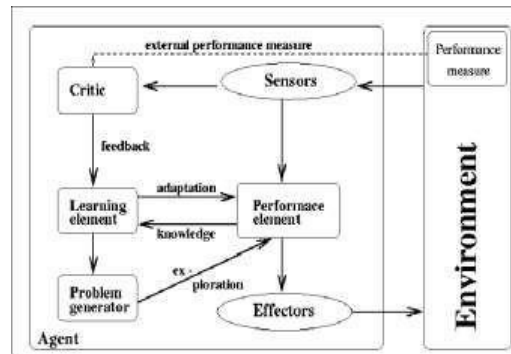 external performance measure
Performance
measure
Critic
Sensors
feedback
adaptation
Learning
element
Performace
element
knowledge
ex -
ploration
Problem
generator
Effectors
Agent
Environment